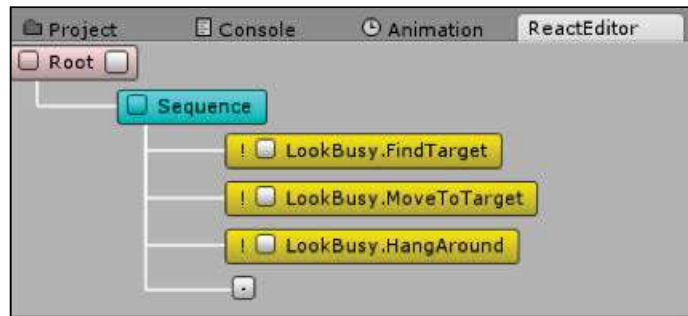 Project Console Animation ReactEditor
Root
Sequence
! LookBusy.FindTarget
! LookBusy.MoveToTarget
! LookBusy.HangAround